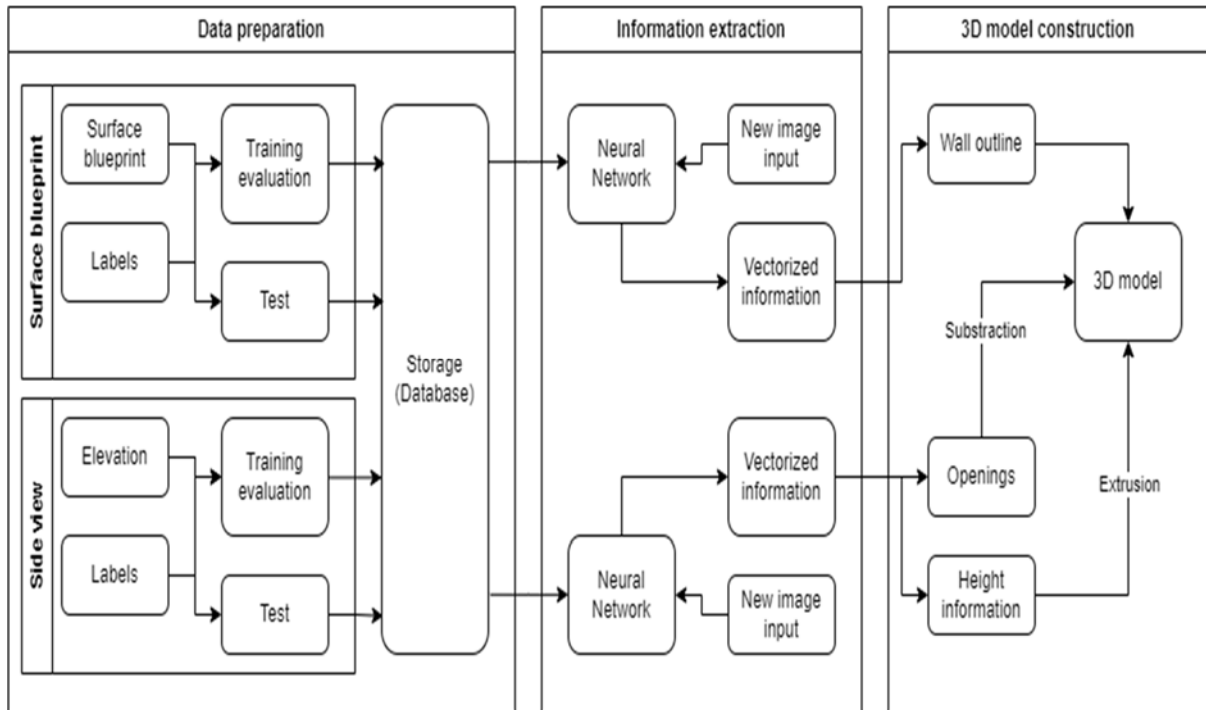 Data preparation
Information extraction
3D model construction
Surface blueprint
Surface
blueprint
Training
evaluation
Labels
Test
Side view
Elevation
Training
evaluation
Labels
Test
Storage
(Database)
Neural
Network
New image
input
Vectorized
information
Vectorized
information
Neural
Network
New image
input
Wall outline
3D model
Substraction
Openings
Extrusion
Height
information